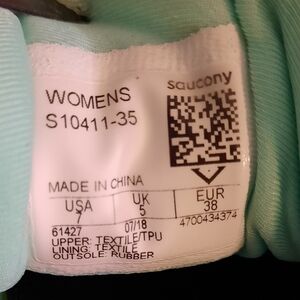 saucony
WOMENS
S10411-35
MADE IN CHINA
USA UK EUR
7 5 38
61427 07/18 4700434374
UPPER: TEXTILE/TPU
LINING: TEXTILE
OUTSOLE: RUBBER